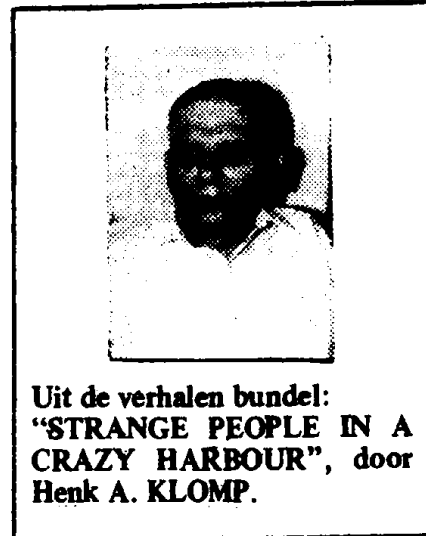 Uit de verhalen bundel:
“STRANGE PEOPLE IN A
CRAZY HARBOUR”, door
Henk A. KLOMP.